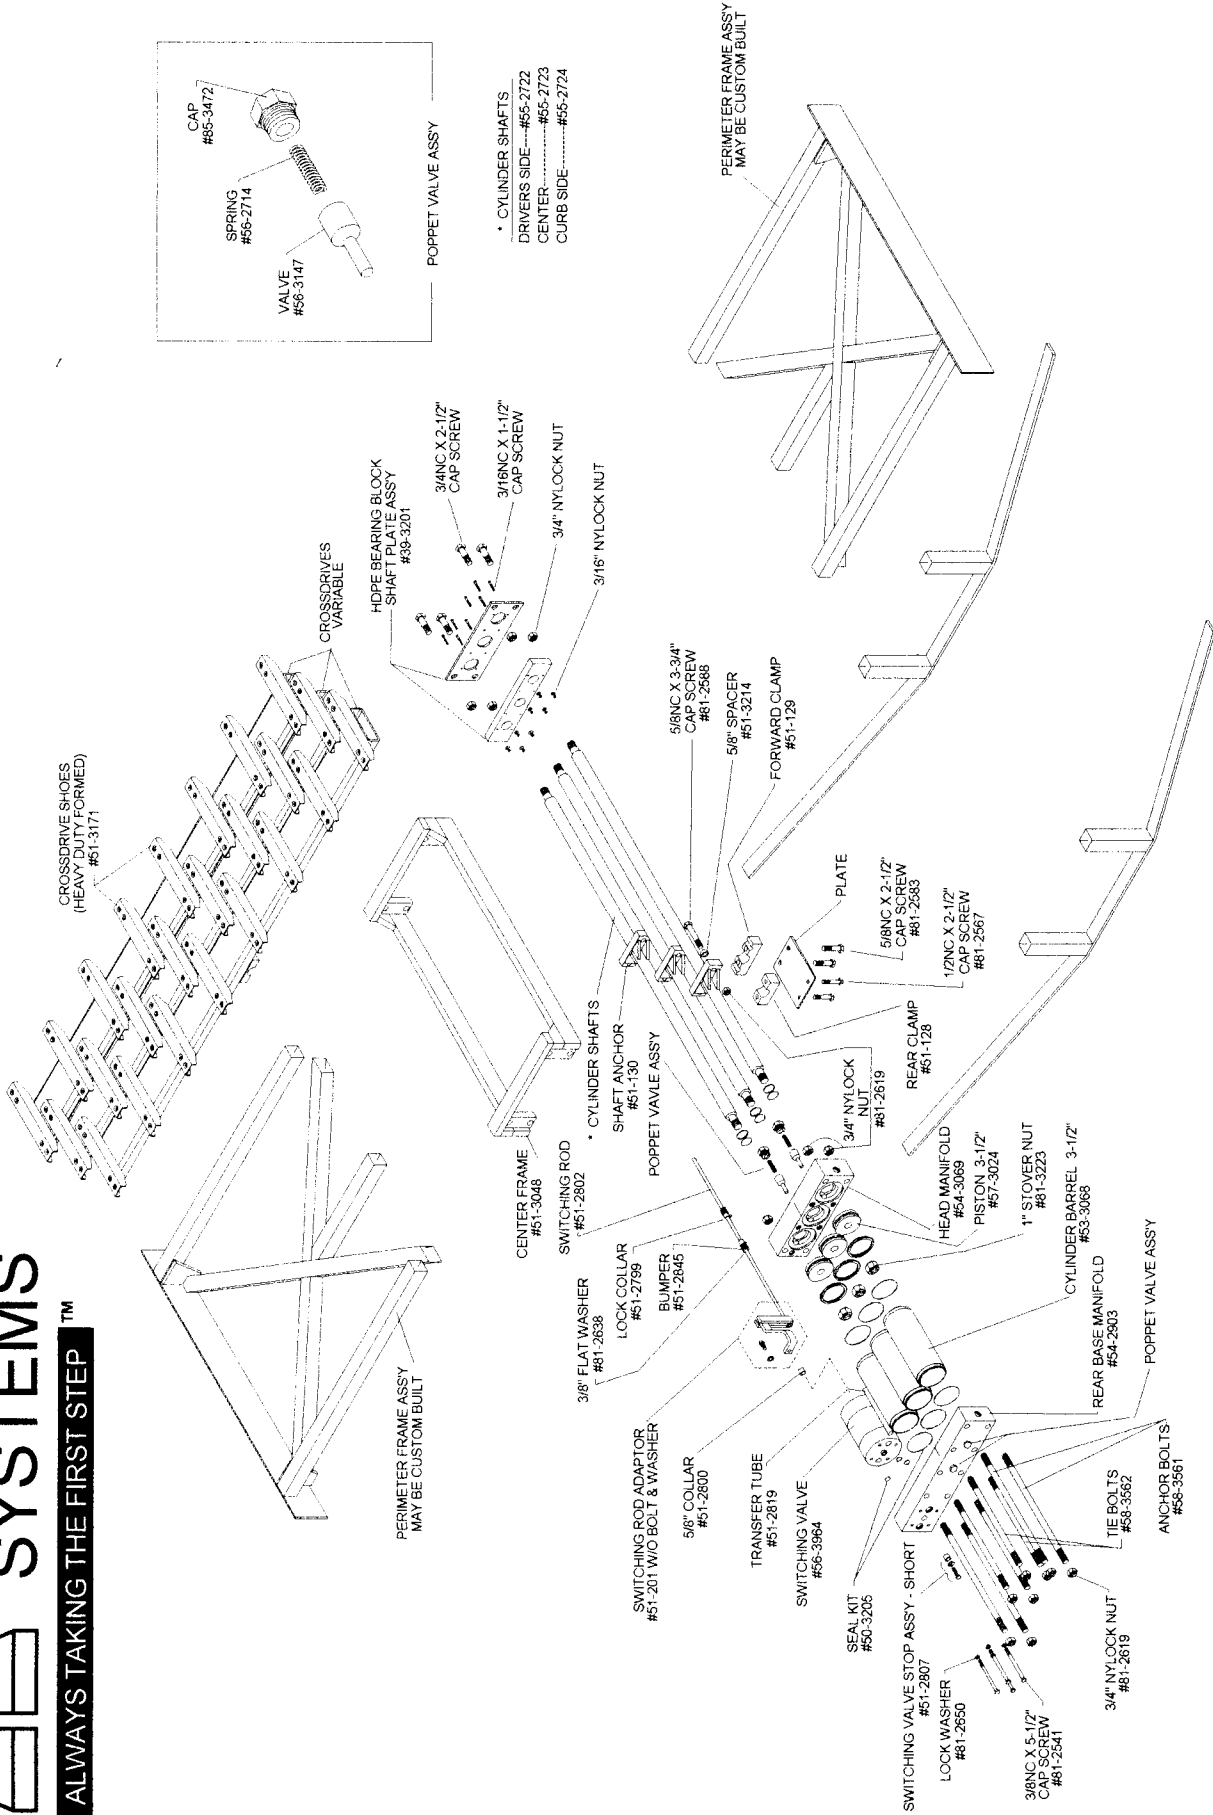 SYSTEMS
ALWAYS TAKING THE FIRST STEP
TM
CROSSDRIVE SHOES
(HEAVY DUTY FORMED)
#51-3171
CROSSDRIVES
VARIABLE
CAP
#85-3472
SPRING
#56-2714
VALVE
#56-3147
POPPET VALVE ASS'Y
* CYLINDER SHAFTS
DRIVERS SIDE----#55-2722
CENTER-----------#55-2723
CURB SIDE--------#55-2724
HDPE BEARING BLOCK
SHAFT PLATE ASS'Y
#39-3201
3/4NC X 2-1/2"
CAP SCREW
3/16NC X 1-1/2"
CAP SCREW
3/4" NYLOCK NUT
3/16" NYLOCK NUT
PERIMETER FRAME ASS'Y
MAY BE CUSTOM BUILT
PERIMETER FRAME ASS'Y
MAY BE CUSTOM BUILT
CENTER FRAME
#51-3048
SWITCHING ROD
#51-2802
* CYLINDER SHAFTS
SHAFT ANCHOR
#51-130
POPPET VAVLE ASS'Y
5/8NC X 3-3/4"
CAP SCREW
#81-2588
5/8" SPACER
#51-3214
FORWARD CLAMP
#51-129
PLATE
5/8NC X 2-1/2"
CAP SCREW
#81-2583
1/2NC X 2-1/2"
CAP SCREW
#81-2567
REAR CLAMP
#51-128
3/4" NYLOCK
NUT
#81-2619
3/8" FLAT WASHER
#81-2638
LOCK COLLAR
#51-2799
BUMPER
#51-2845
HEAD MANIFOLD
#54-3069
PISTON 3-1/2"
#57-3024
1" STOVER NUT
#81-3223
CYLINDER BARREL 3-1/2"
#53-3068
REAR BASE MANIFOLD
#54-2903
POPPET VALVE ASS'Y
SWITCHING ROD ADAPTOR
#51-201 W/O BOLT & WASHER
5/8" COLLAR
#51-2800
TRANSFER TUBE
#51-2819
SWITCHING VALVE
#56-3964
SEAL KIT
#50-3205
SWITCHING VALVE STOP ASS'Y - SHORT
#51-2807
LOCK WASHER
#81-2650
3/8NC X 5-1/2"
CAP SCREW
#81-2541
3/4" NYLOCK NUT
#81-2619
TIE BOLTS
#58-3562
ANCHOR BOLTS
#58-3561